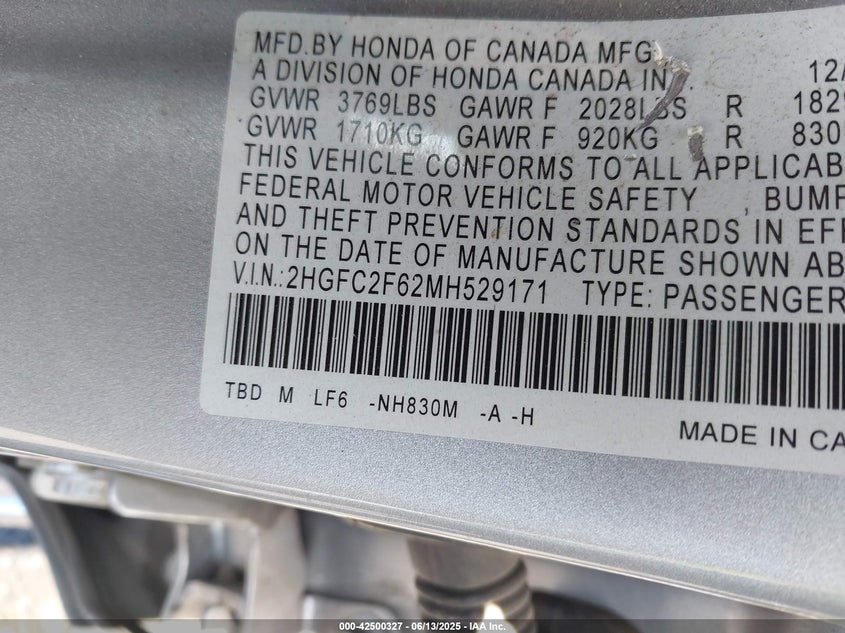 MFD.BY HONDA OF CANADA MFG.
A DIVISION OF HONDA CANADA IN . 12/
GVWR 3769LBS GAWR F 2028LBS R 182
GVWR 1710KG GAWR F 920KG R 830
THIS VEHICLE CONFORMS TO ALL APPLICAB
FEDERAL MOTOR VEHICLE SAFETY , BUMP
AND THEFT PREVENTION STANDARDS IN EFF
ON THE DATE OF MANUFACTURE SHOWN AB
V.I.N.:2HGFC2F62MH529171 TYPE: PASSENGER
TBD M LF6 -NH830M -A -H
MADE IN CA
000-42500327 - 06/13/2025 - IAA Inc.